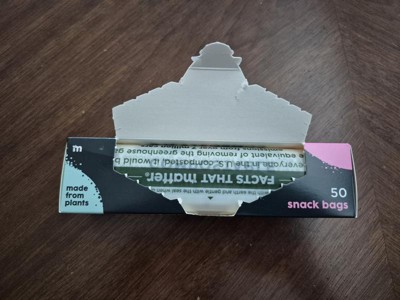 m
made
from
plants
50
snack bags
FACTS THAT matter.
everyone in the U.S. composted, it would b
e equivalent of removing the greenhouse ga